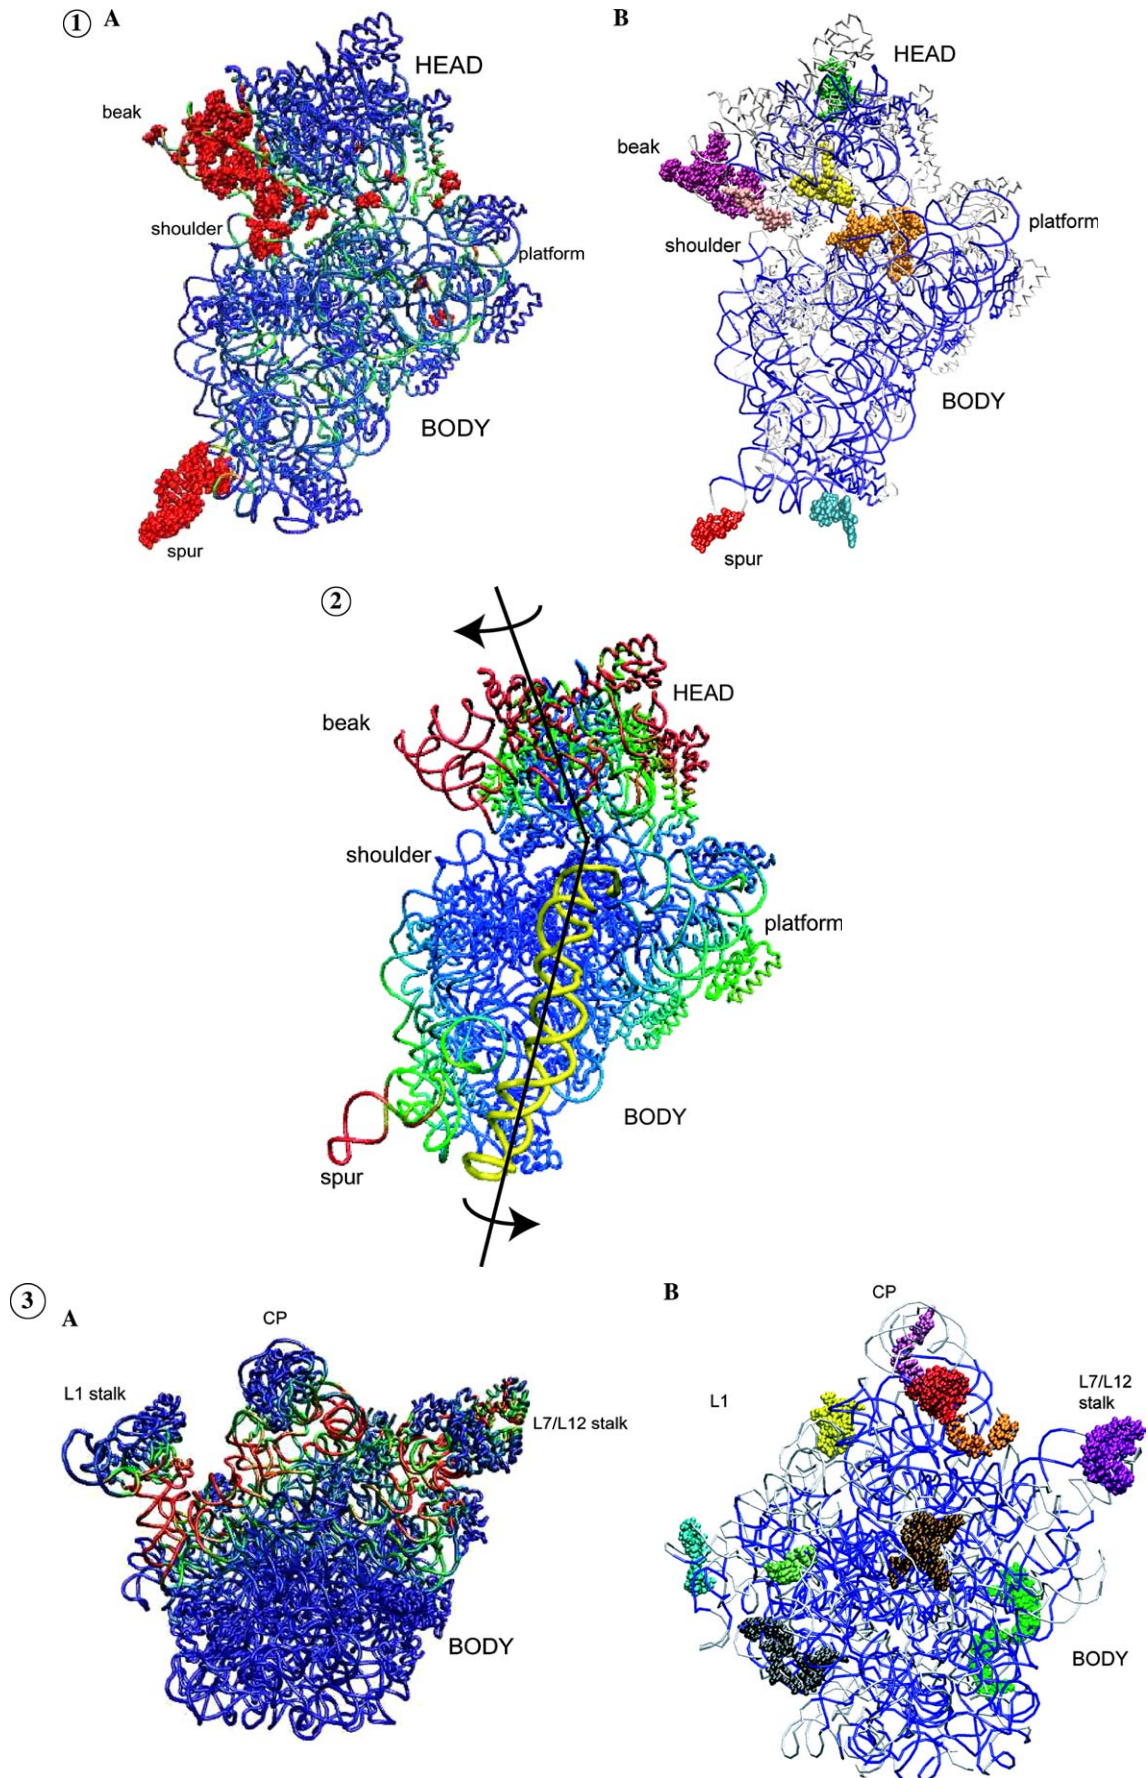 ① A
HEAD
beak
shoulder
platform
BODY
spur
B
HEAD
beak
shoulder
platform
BODY
spur
②
HEAD
beak
shoulder
platform
BODY
spur
③ A
CP
L1 stalk
L7/L12 stalk
BODY
B
CP
L1
L7/L12
stalk
BODY